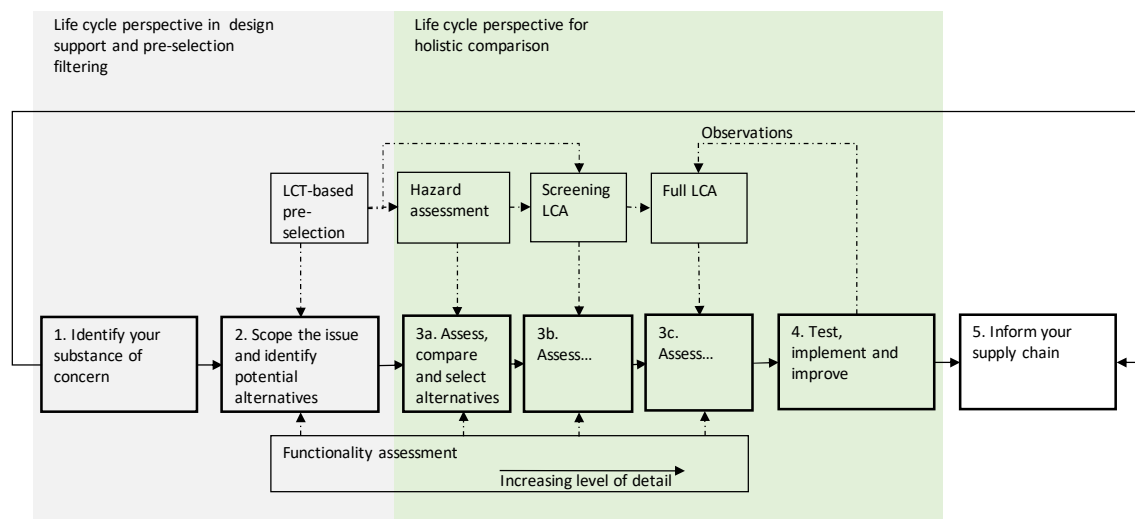 Life cycle perspective in design
support and pre-selection
filtering
Life cycle perspective for
holistic comparison
Observations
LCT-based
pre-
selection
Hazard
assessment
Screening
LCA
Full LCA
1. Identify your
substance of
concern
2. Scope the issue
and identify
potential
alternatives
3a. Assess,
compare
and select
alternatives
3b.
Assess...
3c.
Assess...
4. Test,
implement and
improve
5. Inform your
supply chain
Functionality assessment
Increasing level of detail